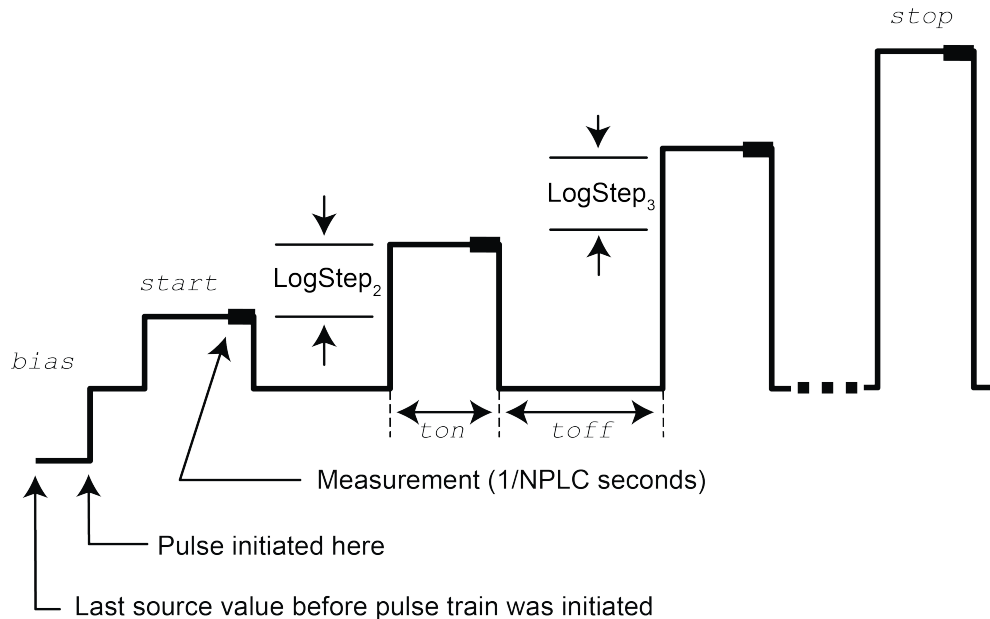 stop
LogStep3
LogStep2
start
bias
ton
toff
Measurement (1/NPLC seconds)
Pulse initiated here
Last source value before pulse train was initiated